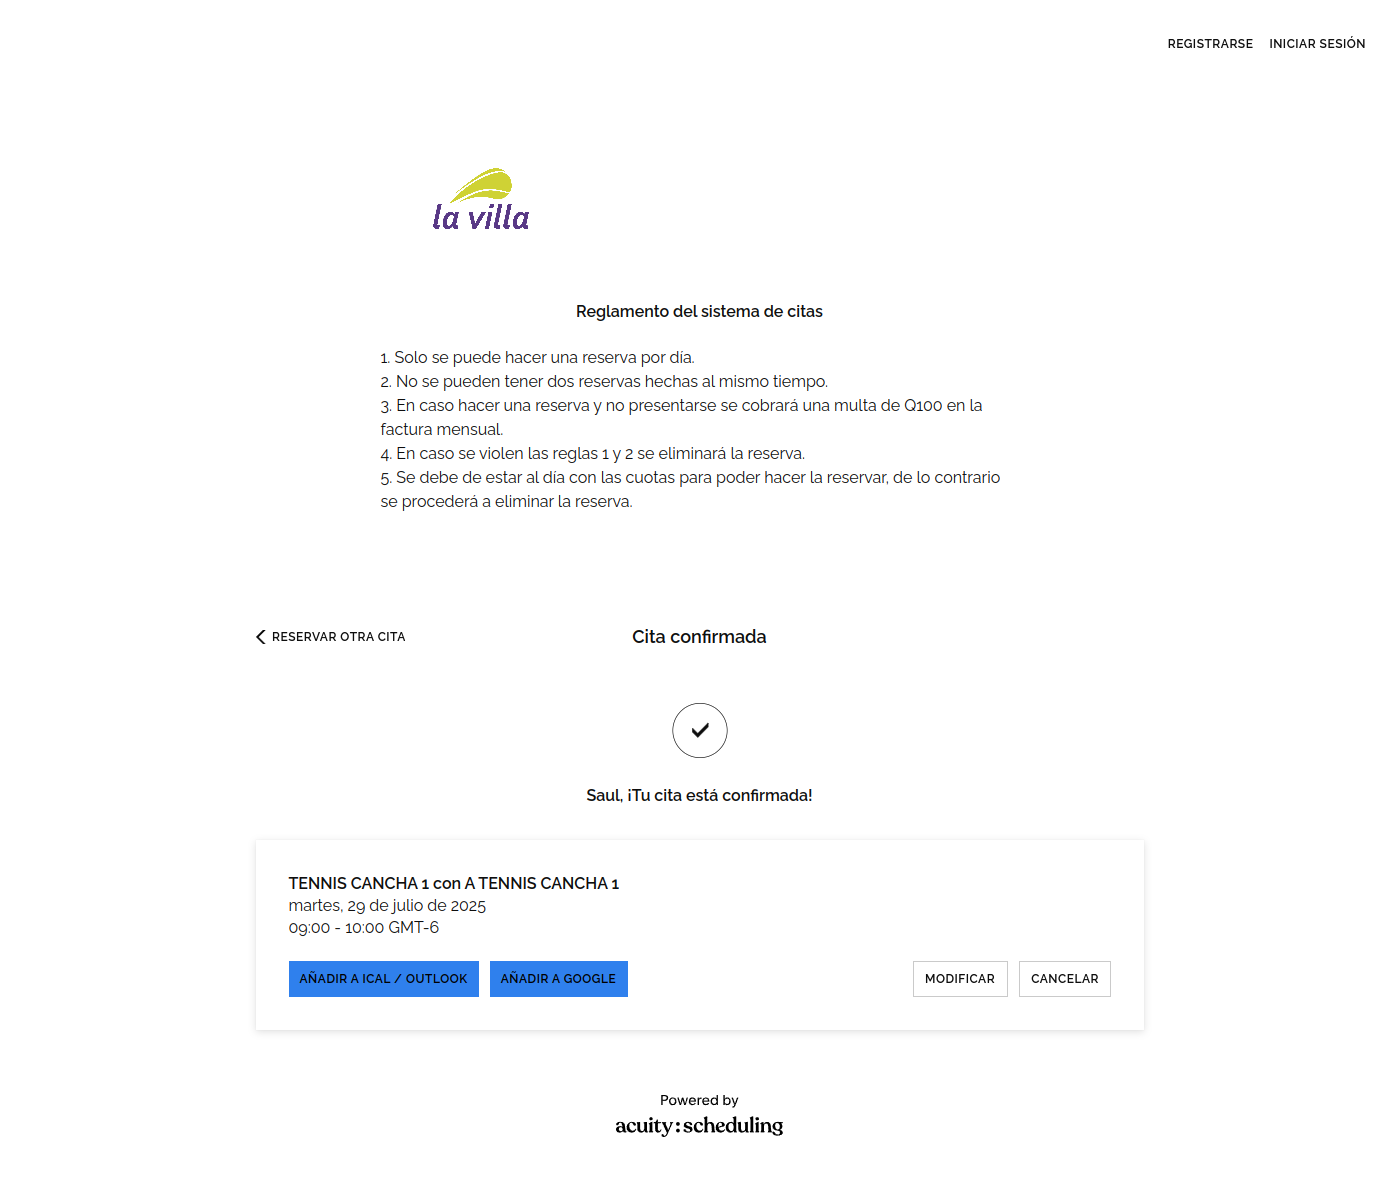 REGISTRARSE INICIAR SESIÓN
la villa
Reglamento del sistema de citas
1. Solo se puede hacer una reserva por día.
2. No se pueden tener dos reservas hechas al mismo tiempo.
3. En caso hacer una reserva y no presentarse se cobrará una multa de Q100 en la
factura mensual.
4. En caso se violen las reglas 1 y 2 se eliminará la reserva.
5. Se debe de estar al día con las cuotas para poder hacer la reservar, de lo contrario
se procederá a eliminar la reserva.
RESERVAR OTRA CITA
Cita confirmada
Saul, ¡Tu cita está confirmada!
TENNIS CANCHA 1 con A TENNIS CANCHA 1
martes, 29 de julio de 2025
09:00 - 10:00 GMT-6
AÑADIR A ICAL / OUTLOOK AÑADIR A GOOGLE MODIFICAR CANCELAR
Powered by
acuity:scheduling